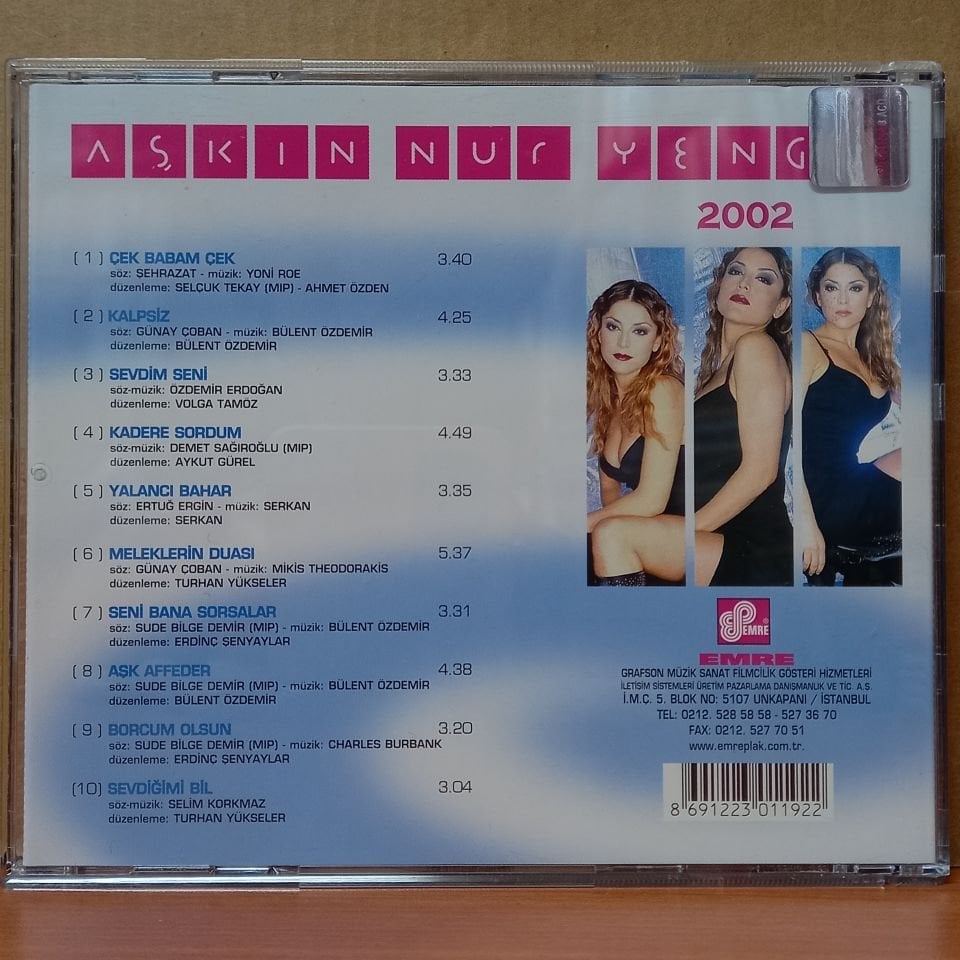 AŞKIN NUR YENG
2002
( 1 ) ÇEK BABAM ÇEK 3.40
söz: ŞEHRAZAT - müzik: YONİ ROE
düzenleme: SELÇUK TEKAY (MIP) - AHMET ÖZDEN
( 2 ) KALPSİZ 4.25
söz: GÜNAY ÇOBAN - müzik: BÜLENT ÖZDEMİR
düzenleme: BÜLENT ÖZDEMİR
( 3 ) SEVDİM SENİ 3.33
söz-müzik: ÖZDEMİR ERDOĞAN
düzenleme: VOLGA TAMÖZ
( 4 ) KADERE SORDUM 4.49
söz-müzik: DEMET SAĞIROĞLU (MIP)
düzenleme: AYKUT GÜREL
( 5 ) YALANCI BAHAR 3.35
söz: ERTUĞ ERGİN - müzik: SERKAN
düzenleme: SERKAN
( 6 ) MELEKLERİN DUASI 5.37
söz: GÜNAY ÇOBAN - müzik: MİKİS THEODORAKİS
düzenleme: TURHAN YÜKSELER
( 7 ) SENİ BANA SORSALAR 3.31
söz: SUDE BİLGE DEMİR (MIP) - müzik: BÜLENT ÖZDEMİR
düzenleme: ERDİNÇ ŞENYAYLAR
( 8 ) AŞK AFFEDER 4.38
söz: SUDE BİLGE DEMİR (MIP) - müzik: BÜLENT ÖZDEMİR
düzenleme: BÜLENT ÖZDEMİR
( 9 ) BORCUM OLSUN 3.20
söz: SUDE BİLGE DEMİR (MIP) - müzik: CHARLES BURBANK
düzenleme: ERDİNÇ ŞENYAYLAR
(10) SEVDİĞİMİ BİL 3.04
söz-müzik: SELİM KORKMAZ
düzenleme: TURHAN YÜKSELER
EMRE ®
EMRE
GRAFSON MÜZİK SANAT FİLMCİLİK GÖSTERİ HİZMETLERİ
İLETİŞİM SİSTEMLERİ ÜRETİM PAZARLAMA DANIŞMANLIK VE TİC. A.S.
İ.M.Ç. 5. BLOK NO: 5107 UNKAPANI / İSTANBUL
TEL: 0212. 528 58 58 - 527 36 70
FAX: 0212. 527 70 51
www.emreplak.com.tr.
8 691223 011922